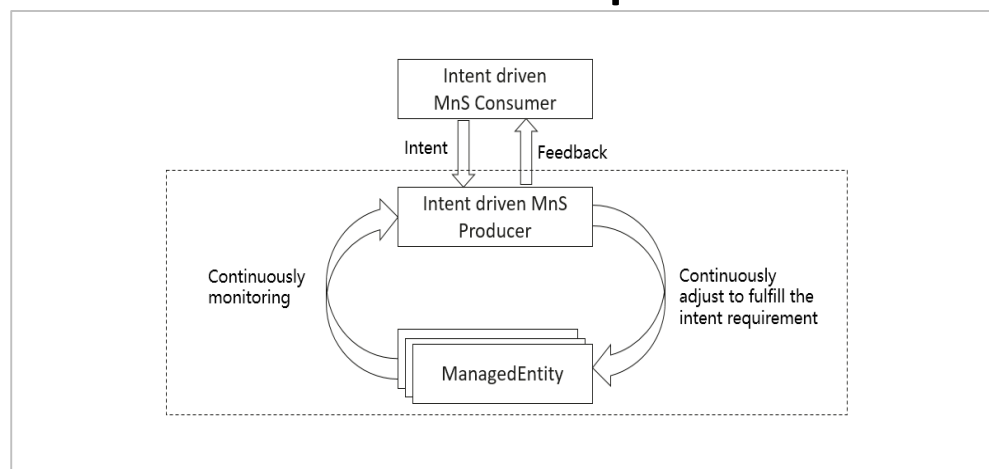 Intent driven
MnS Consumer
Intent
Feedback
Intent driven MnS
Producer
Continuously
monitoring
Continuously
adjust to fulfill the
intent requirement
ManagedEntity